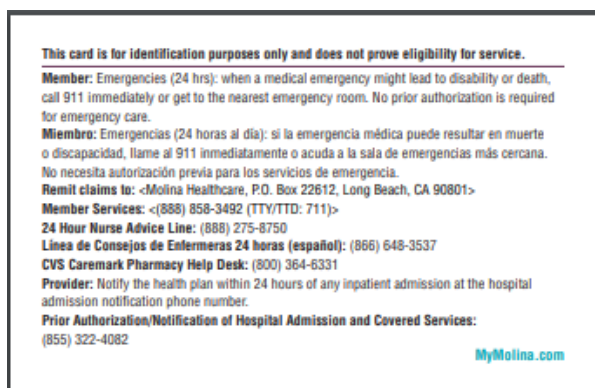 This card is for identification purposes only and does not prove eligibility for service.
Member: Emergencies (24 hrs): when a medical emergency might lead to disability or death,
call 911 immediately or get to the nearest emergency room. No prior authorization is required
for emergency care.
Miembro: Emergencias (24 horas al día): si la emergencia médica puede resultar en muerte
o discapacidad, llame al 911 inmediatamente o acuda a la sala de emergencias más cercana.
No necesita autorización previa para los servicios de emergencia.
Remit claims to: <Molina Healthcare, P.O. Box 22612, Long Beach, CA 90801>
Member Services: <(888) 858-3492 (TTY/TTD: 711)>
24 Hour Nurse Advice Line: (888) 275-8750
Linea de Consejos de Enfermeras 24 horas (español): (866) 648-3537
CVS Caremark Pharmacy Help Desk: (800) 364-6331
Provider: Notify the health plan within 24 hours of any inpatient admission at the hospital
admission notification phone number.
Prior Authorization/Notification of Hospital Admission and Covered Services:
(855) 322-4082
MyMolina.com